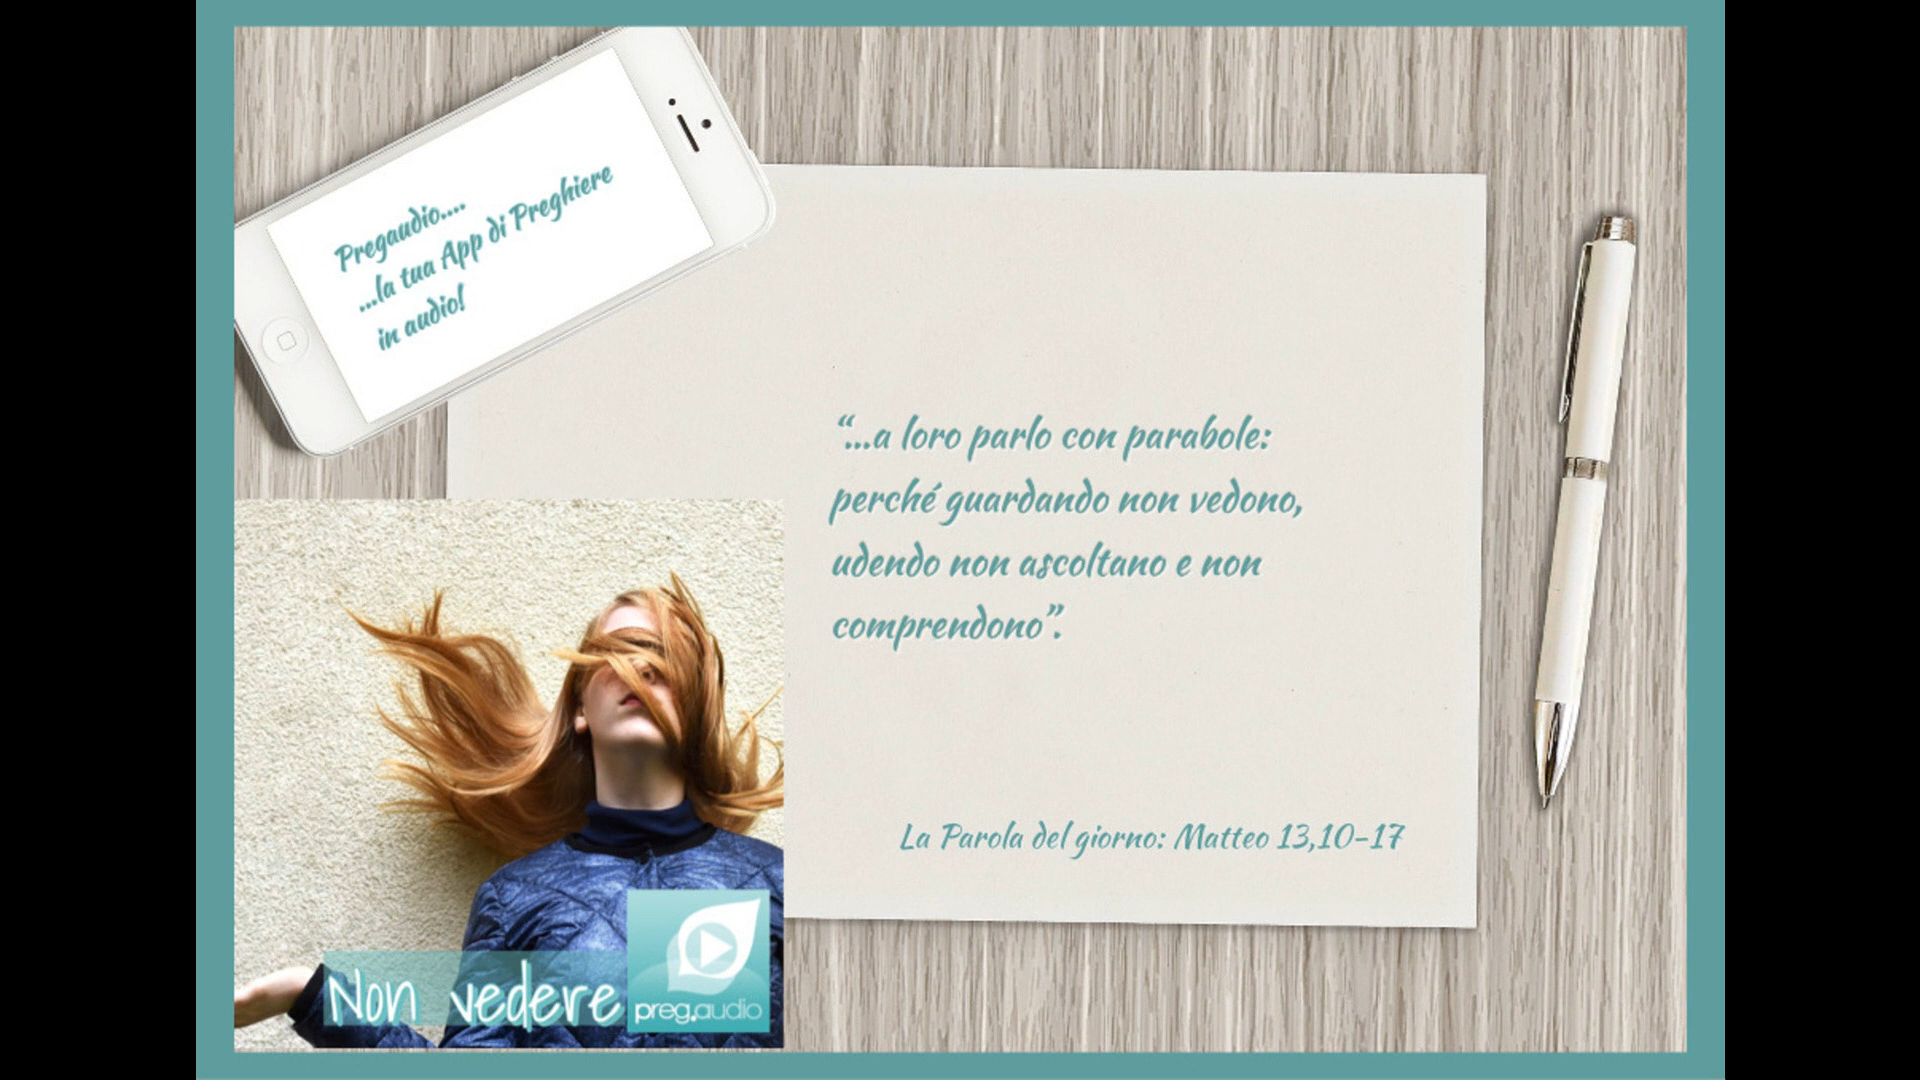 Pregaudio....
...la tua App di Preghiere
in audio!
“...a loro parlo con parabole:
perché guardando non vedono,
udendo non ascoltano e non
comprendono”.
La Parola del giorno: Matteo 13,10-17
Non vedere
preg.audio